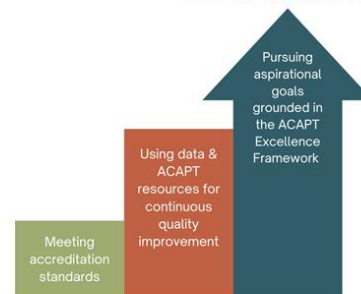 Pursuing
aspirational
goals
grounded in
the ACAPT
Excellence
Framework
Using data &
ACAPT
resources for
continuous
quality
improvement
Meeting
accreditation
standards